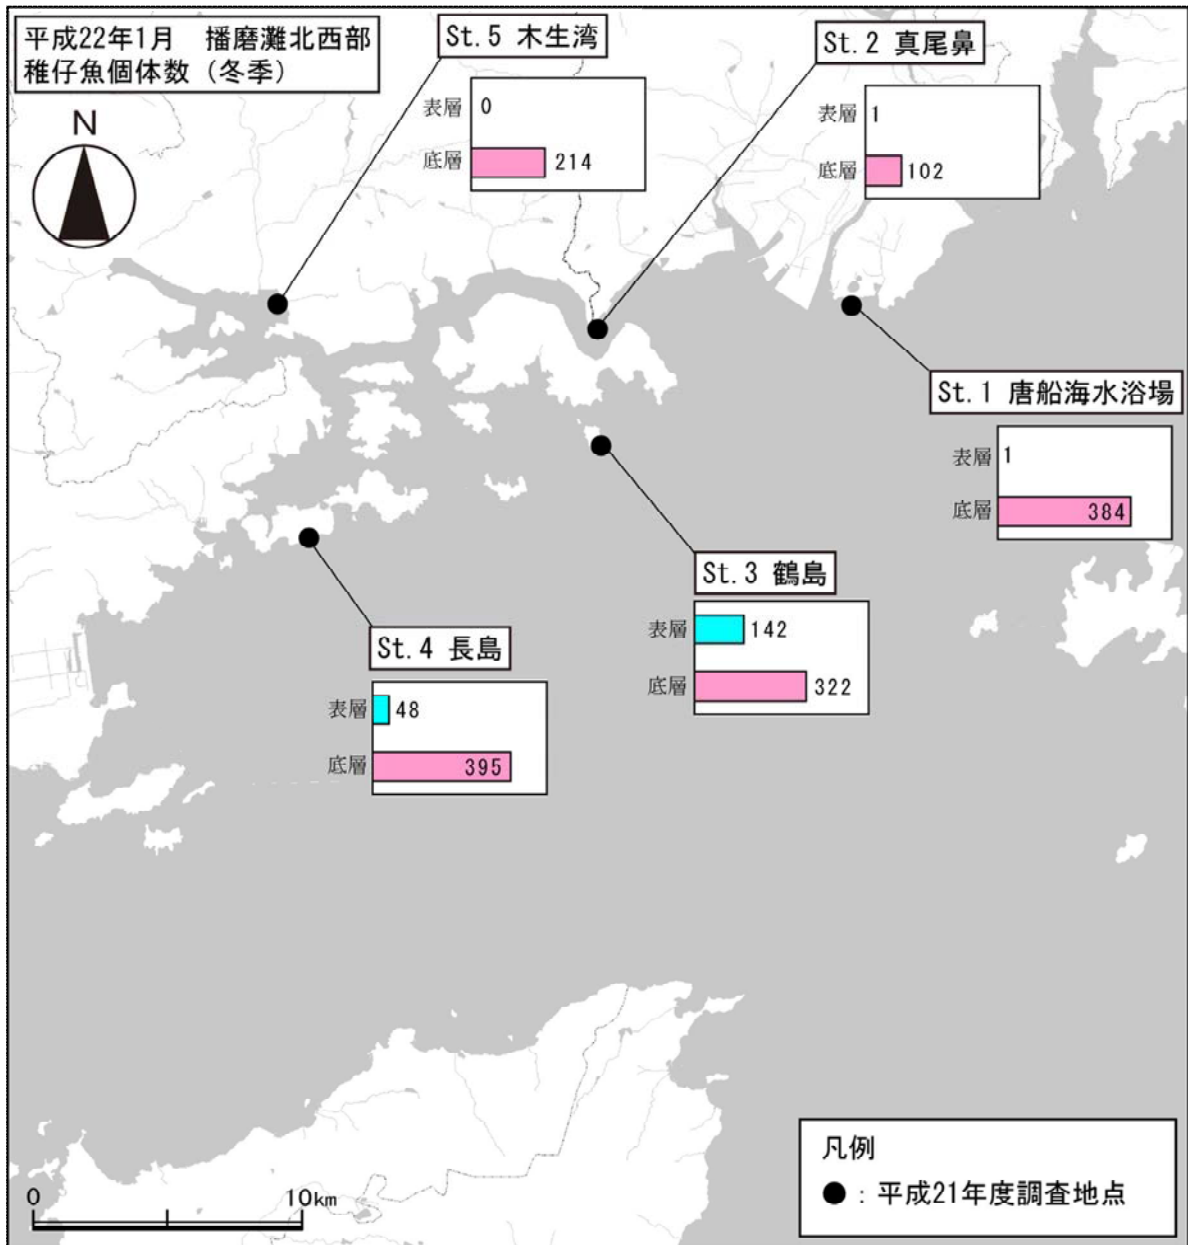 平成22年1月 播磨灘北西部
稚仔魚個体数(冬季)
N
St.5 木生湾
表層 0
底層 214
St.2 真尾鼻
表層 1
底層 102
St.1 唐船海水浴場
表層 1
底層 384
St.3 鶴島
表層 142
底層 322
St.4 長島
表層 48
底層 395
0 10km
凡例
●:平成21年度調査地点